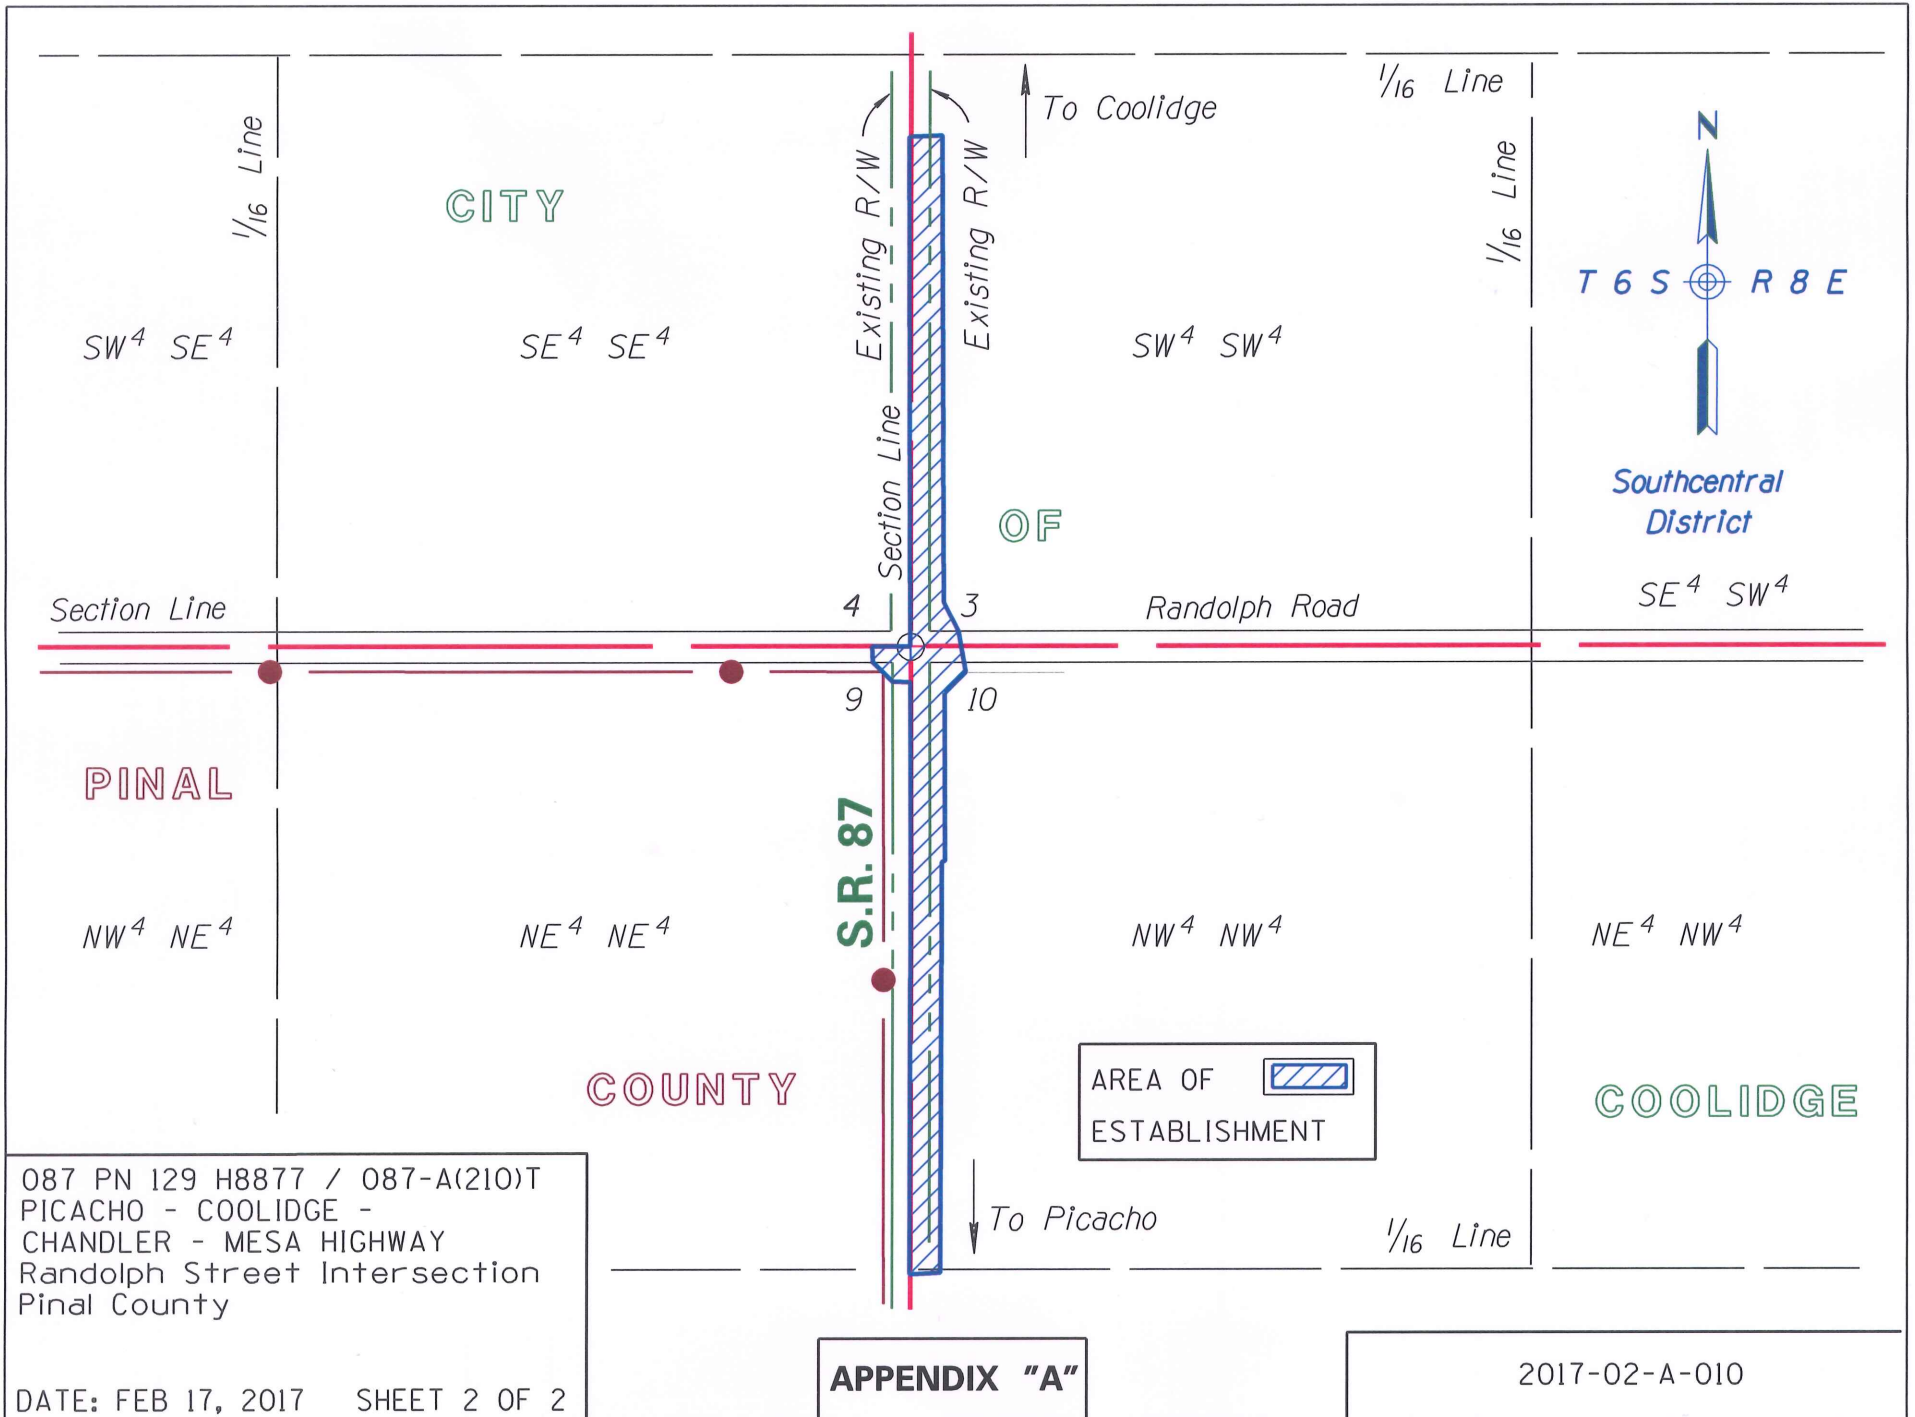 1/16 Line
To Coolidge
1/16 Line
N
1/16 Line
1/16 Line
CITY
Existing R/W
Existing R/W
T 6 S R 8 E
SW4 SE4
SE4 SE4
SW4 SW4
Section Line
Southcentral
District
OF
SE4 SW4
Section Line
4
3
Randolph Road
9
10
PINAL
1/16 Line
S.R. 87
NW4 NE4
NE4 NE4
NW4 NW4
NE4 NW4
COUNTY
AREA OF
ESTABLISHMENT
COOLIDGE
To Picacho
1/16 Line
087 PN 129 H8877 / 087-A(210)T
PICACHO - COOLIDGE -
CHANDLER - MESA HIGHWAY
Randolph Street Intersection
Pinal County
DATE: FEB 17, 2017 SHEET 2 OF 2
APPENDIX "A"
2017-02-A-010